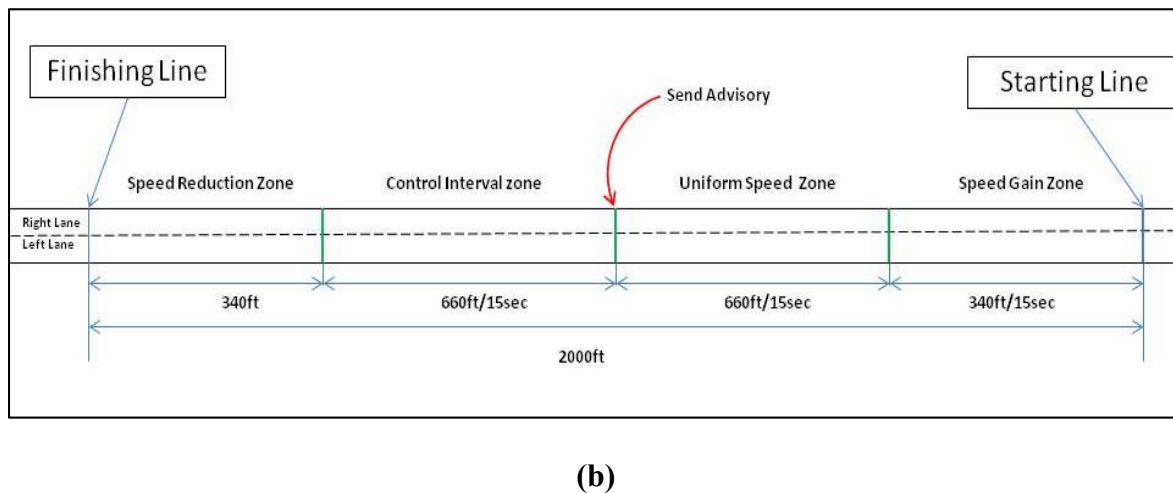 Finishing Line
Starting Line
Send Advisory
Speed Reduction Zone
Control Interval zone
Uniform Speed Zone
Speed Gain Zone
Right Lane
Left Lane
340ft
660ft/15sec
660ft/15sec
340ft/15sec
2000ft
(b)